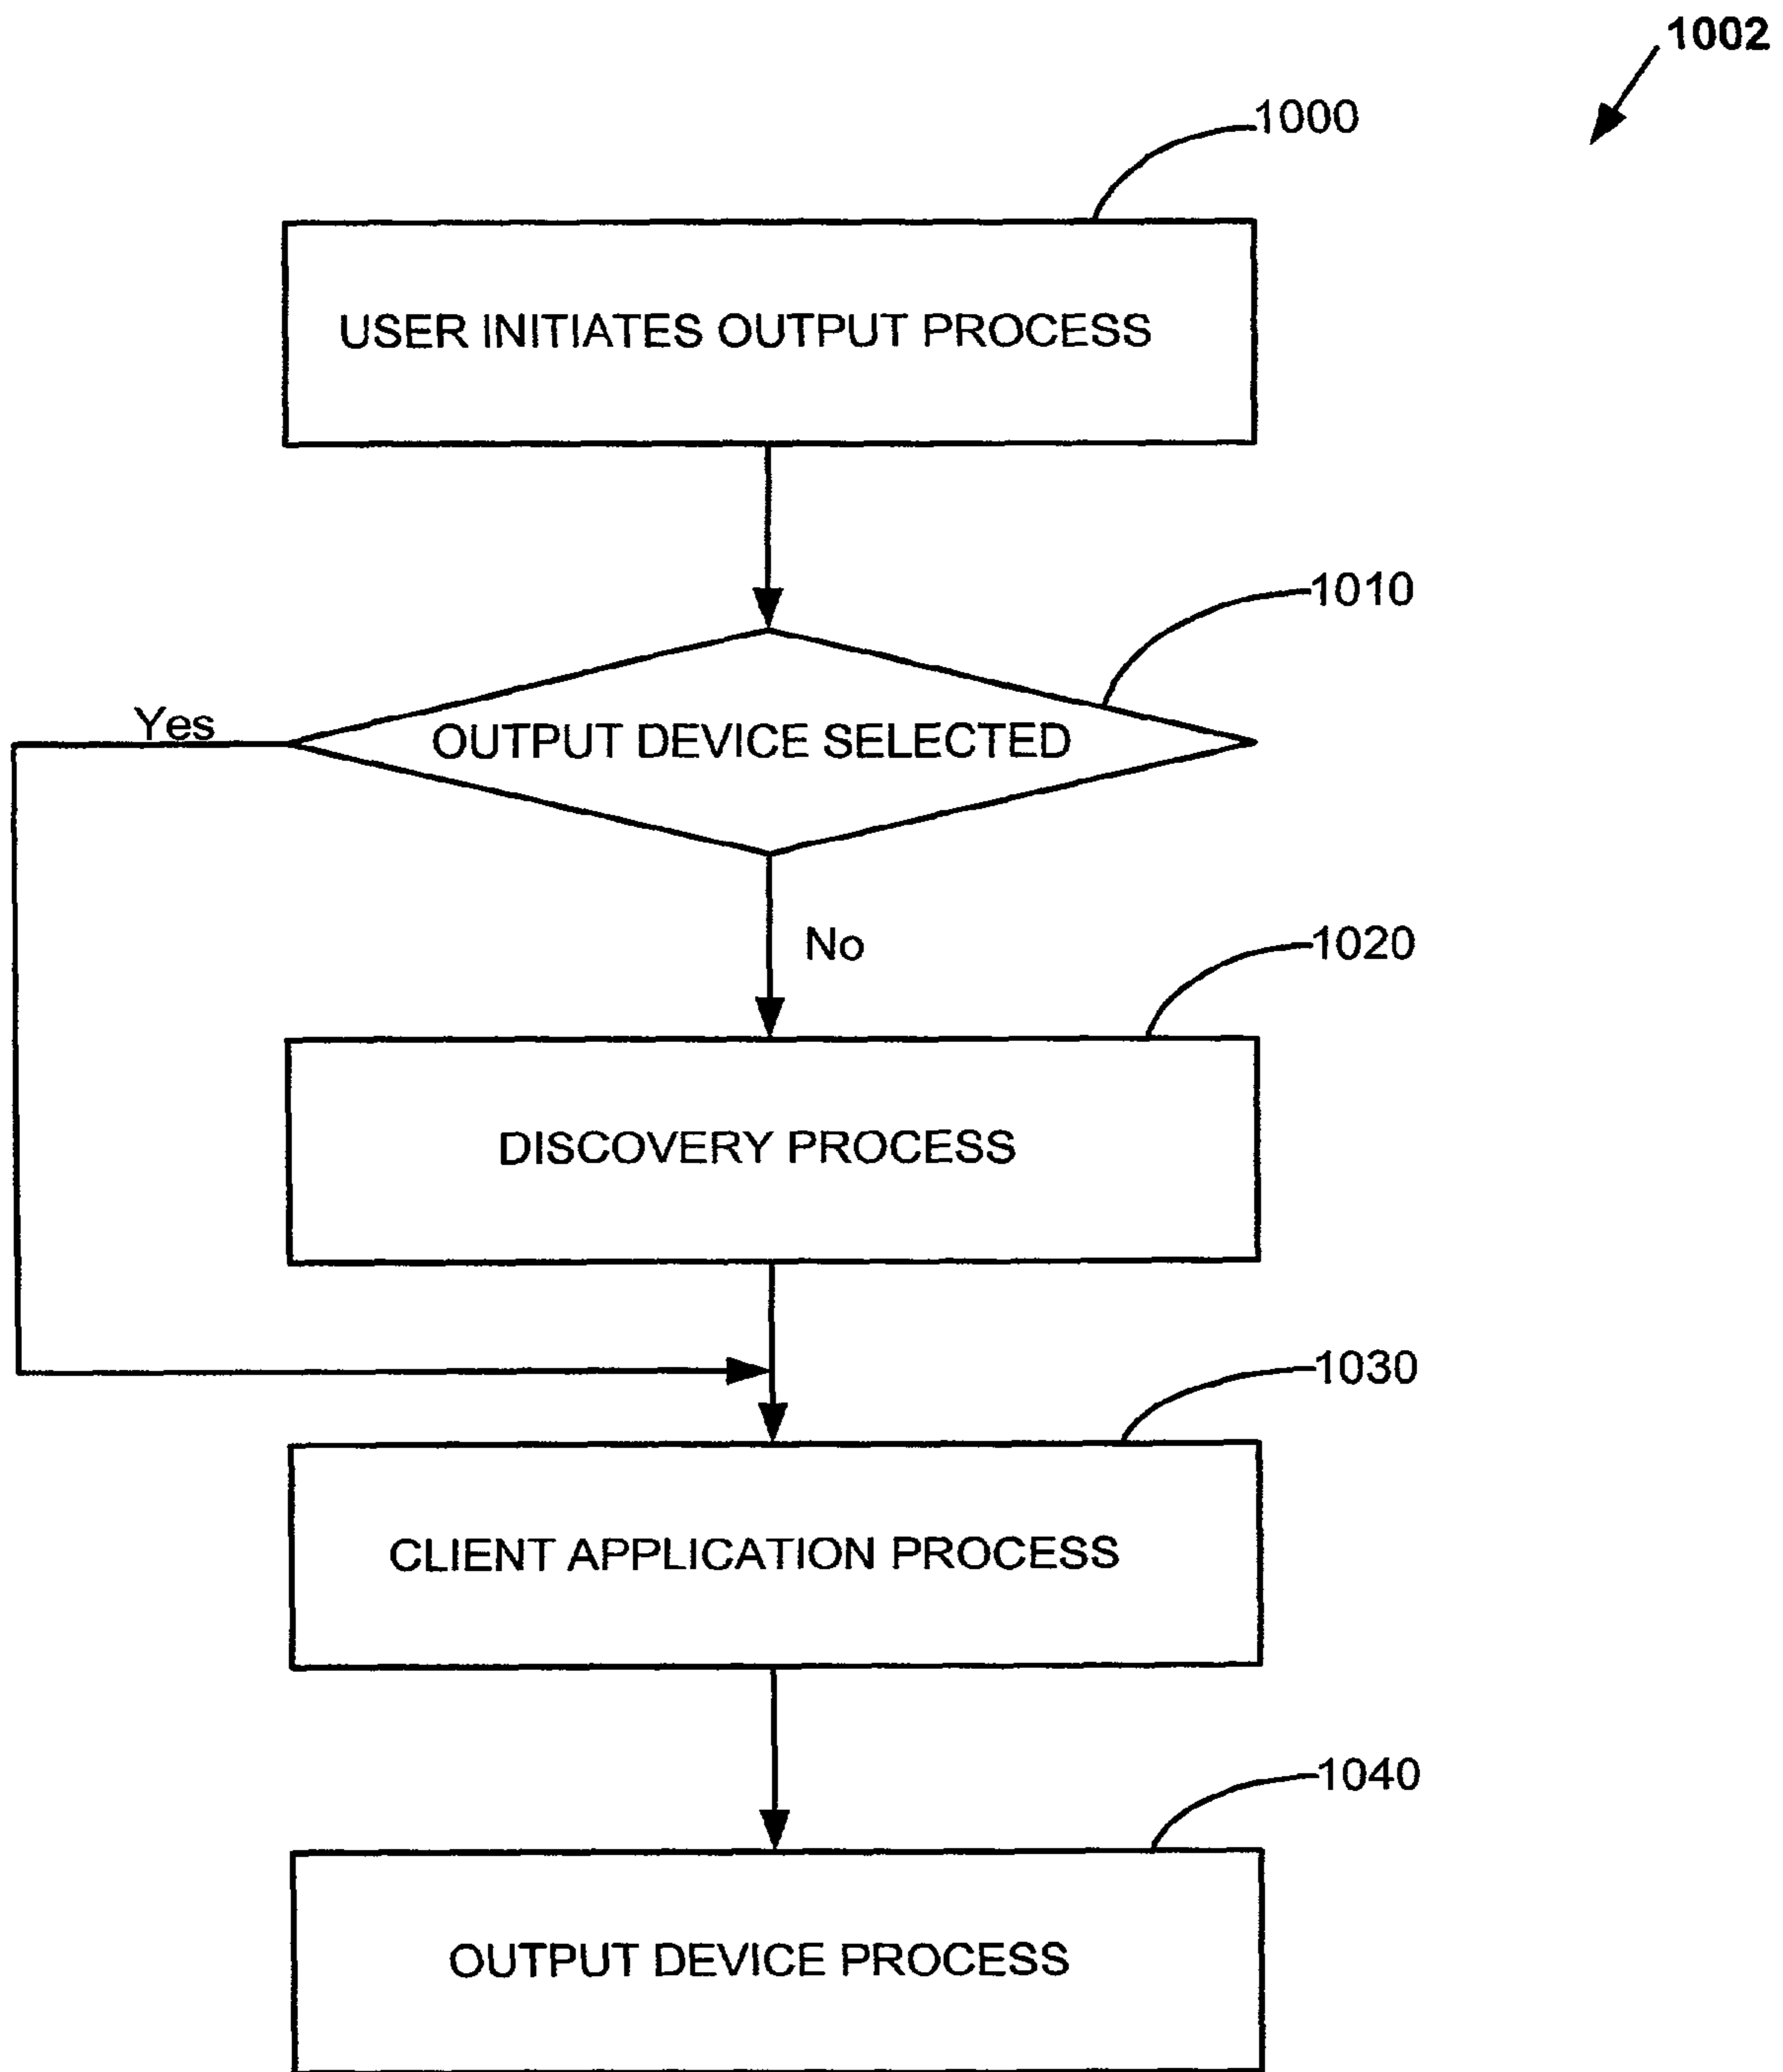 1002
1000
USER INITIATES OUTPUT PROCESS
1010
Yes
OUTPUT DEVICE SELECTED
No
1020
DISCOVERY PROCESS
1030
CLIENT APPLICATION PROCESS
1040
OUTPUT DEVICE PROCESS